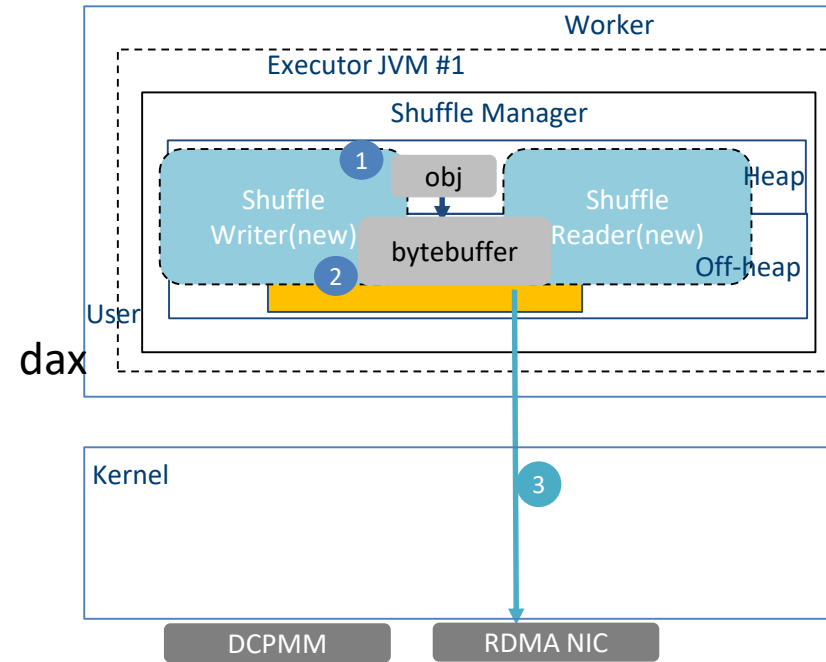 Worker
Executor JVM #1
Shuffle Manager
1
obj
Heap
Shuffle
Writer(new)
Shuffle
Reader(new)
bytebuffer
2
Off-heap
User
dax
Kernel
3
DCPMM
RDMA NIC